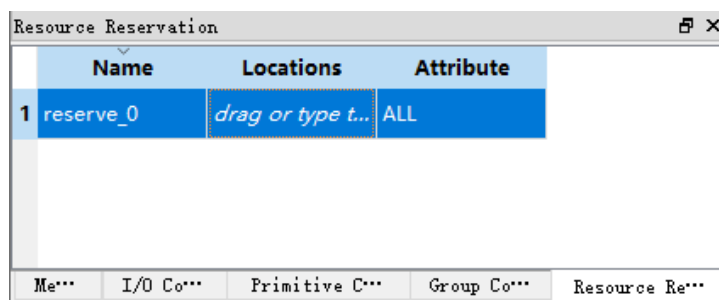 Resource Reservation
Name Locations Attribute
1 reserve_0 drag or type t... ALL
Me··· I/O Co··· Primitive C··· Group Co··· Resource Re···